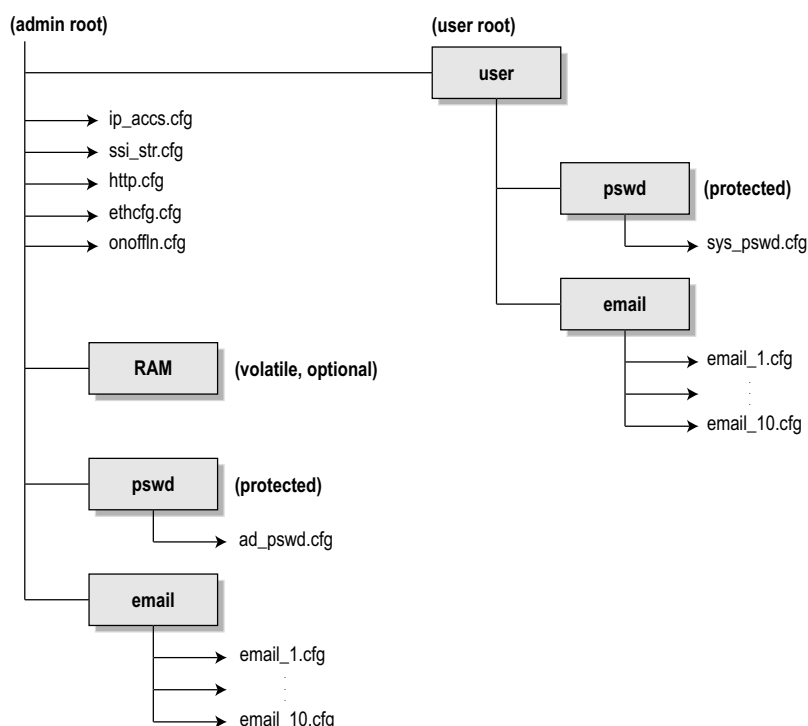 (admin root)
(user root)
user
ip_accs.cfg
ssi_str.cfg
http.cfg
ethcfg.cfg
onoffln.cfg
pswd
(protected)
sys_pswd.cfg
email
email_1.cfg
email_10.cfg
RAM
(volatile, optional)
pswd
(protected)
ad_pswd.cfg
email
email_1.cfg
email_10.cfg